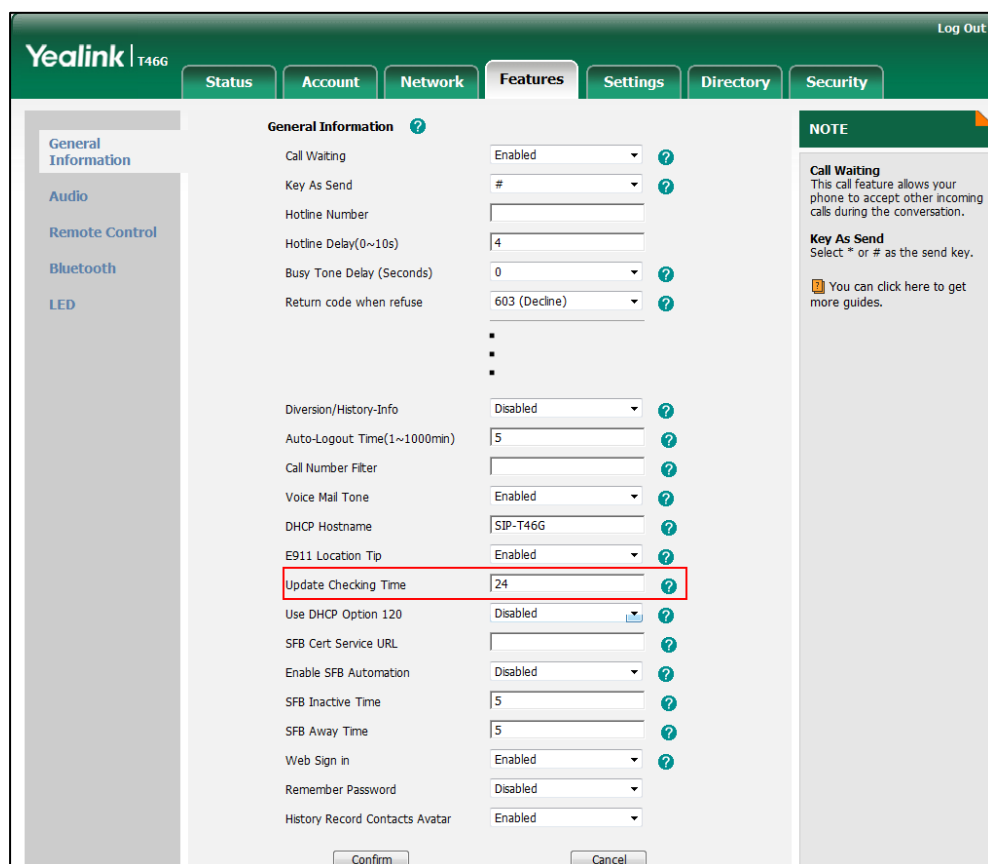 Log Out
Yealink | T46G
Status Account Network Features Settings Directory Security
General
Information
Audio
Remote Control
Bluetooth
LED
General Information ?
Call Waiting Enabled ?
Key As Send # ?
Hotline Number
Hotline Delay(0~10s) 4
Busy Tone Delay (Seconds) 0 ?
Return code when refuse 603 (Decline) ?
Diversion/History-Info Disabled ?
Auto-Logout Time(1~1000min) 5 ?
Call Number Filter ?
Voice Mail Tone Enabled ?
DHCP Hostname SIP-T46G ?
E911 Location Tip Enabled ?
Update Checking Time 24 ?
Use DHCP Option 120 Disabled ?
SFB Cert Service URL ?
Enable SFB Automation Disabled ?
SFB Inactive Time 5 ?
SFB Away Time 5 ?
Web Sign in Enabled ?
Remember Password Disabled
History Record Contacts Avatar Enabled
Confirm Cancel
NOTE
Call Waiting
This call feature allows your
phone to accept other incoming
calls during the conversation.
Key As Send
Select * or # as the send key.
? You can click here to get
more guides.